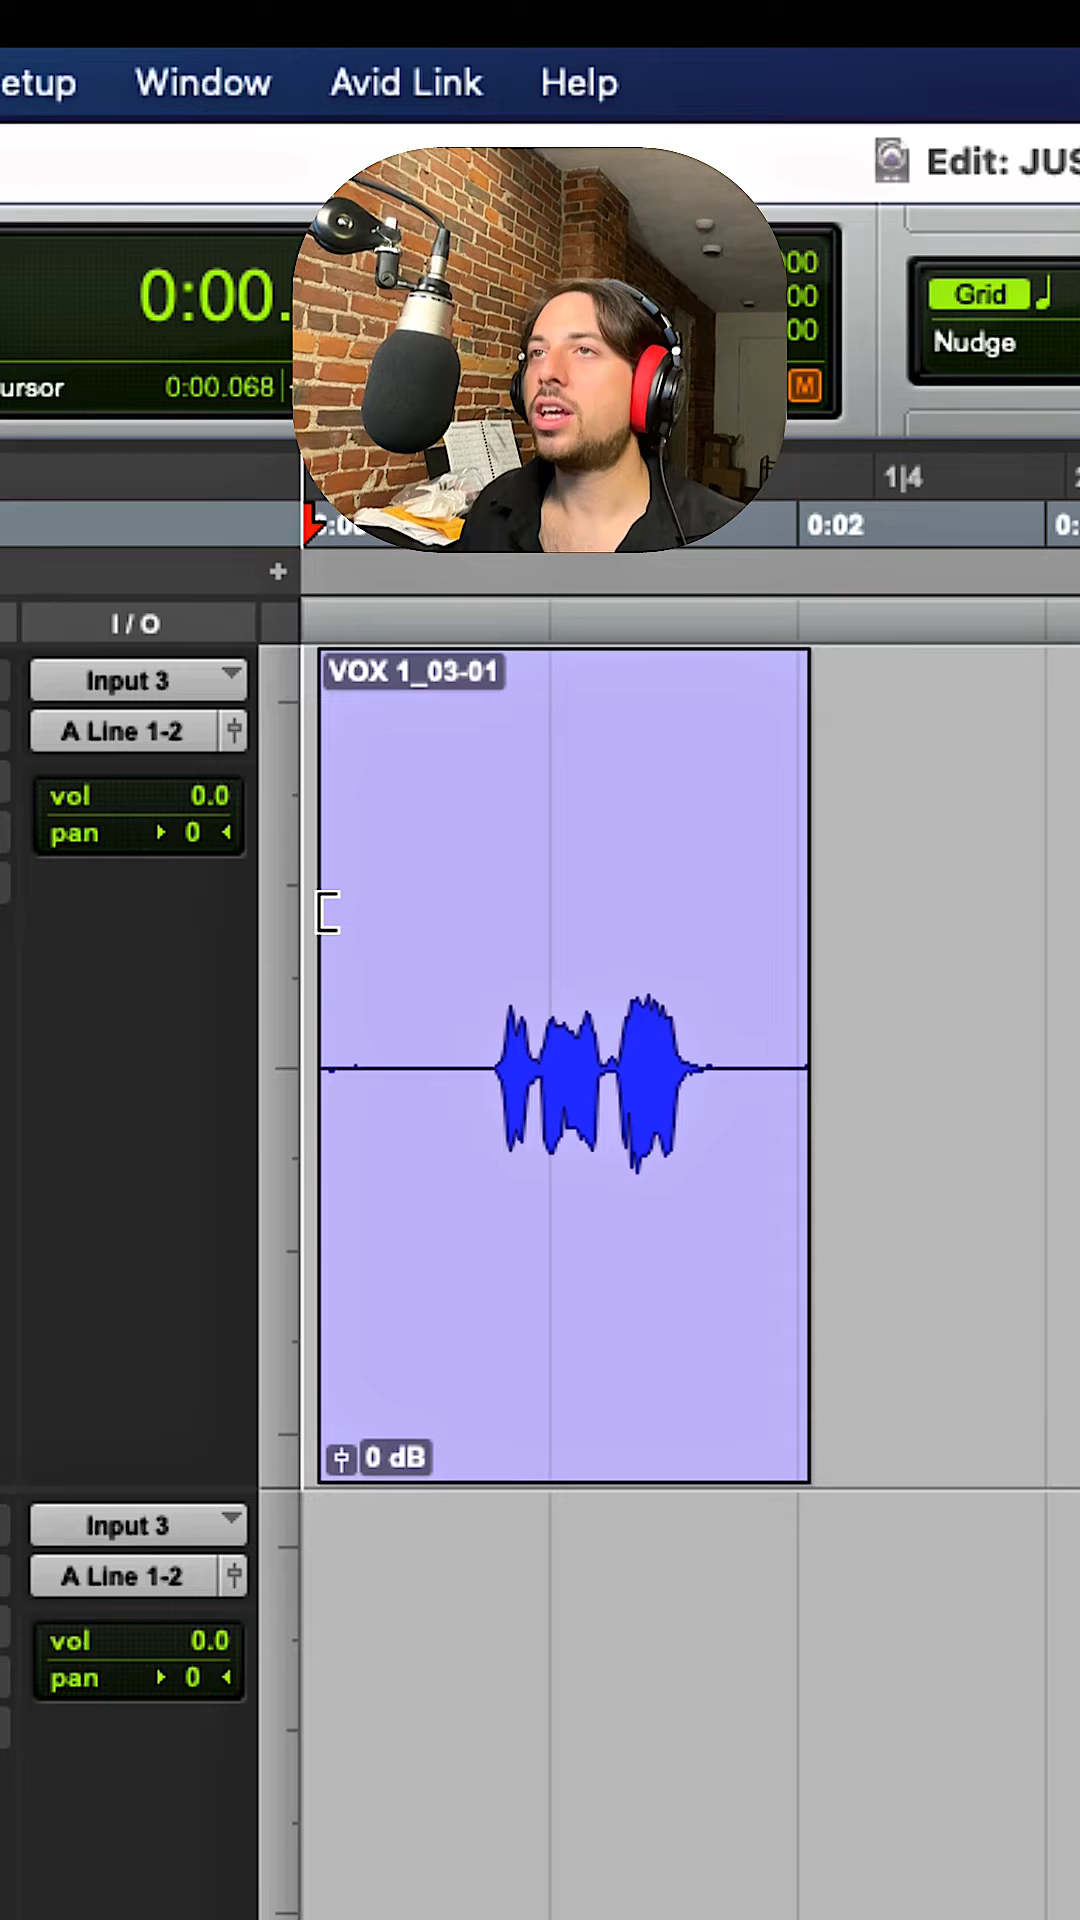 etup Window Avid Link Help
Edit: JUS
0:00.
00
00
00
ursor 0:00.068
M
Grid
Nudge
1|4
0:02
0:
+
I / O
VOX 1_03-01
Input 3
A Line 1-2
vol 0.0
pan 0
0 dB
Input 3
A Line 1-2
vol 0.0
pan 0